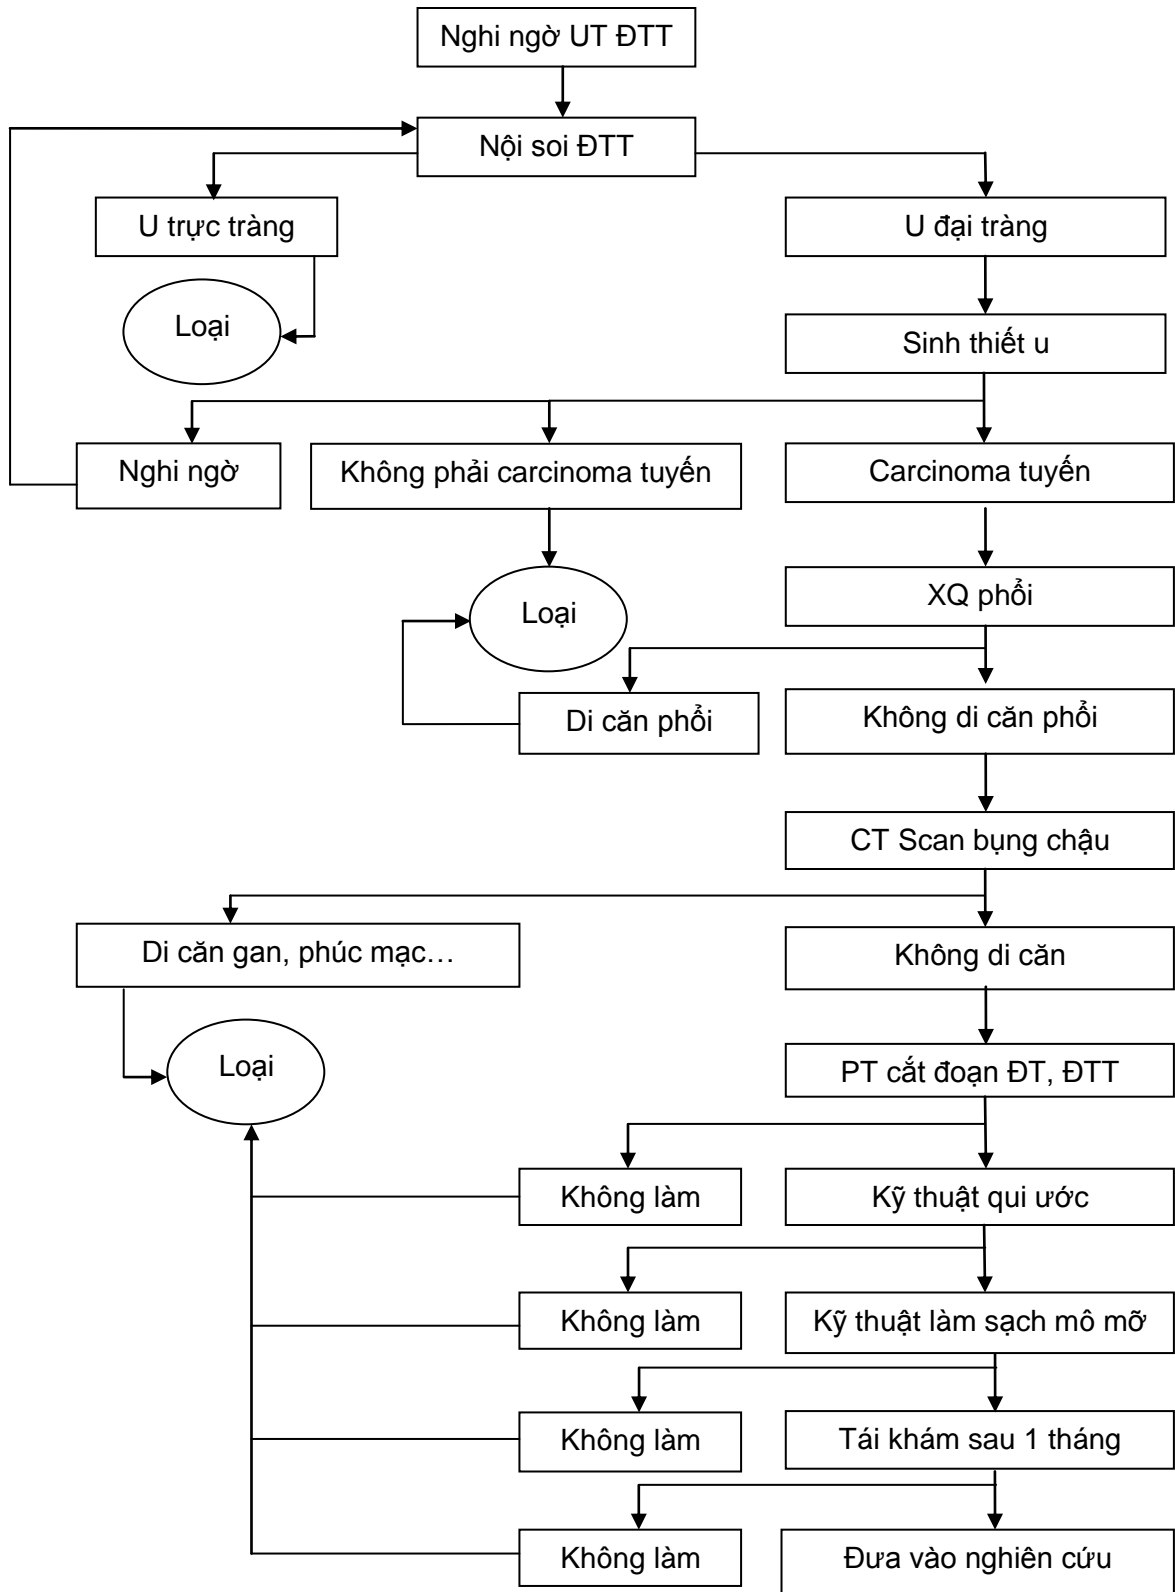 Nghi ngờ UT ĐTT
Nội soi ĐTT
U trực tràng
U đại tràng
Loại
Sinh thiết u
Nghi ngờ
Không phải carcinoma tuyến
Carcinoma tuyến
Loại
XQ phổi
Di căn phổi
Không di căn phổi
CT Scan bụng chậu
Di căn gan, phúc mạc…
Không di căn
Loại
PT cắt đoạn ĐT, ĐTT
Không làm
Kỹ thuật qui ước
Không làm
Kỹ thuật làm sạch mô mỡ
Không làm
Tái khám sau 1 tháng
Không làm
Đưa vào nghiên cứu